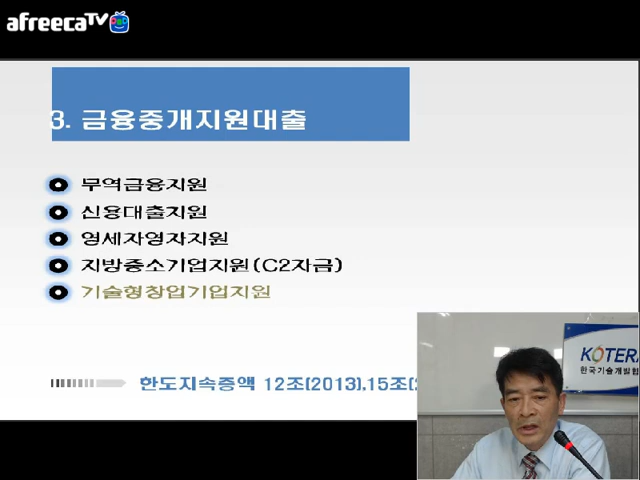 afreecaTV
3. 금융중개지원대출
무역금융지원
신용대출지원
영세자영자지원
지방중소기업지원(C2자금)
기술형창업기업지원
한도지속증액 12조(2013),15조(
KOTERA
한국기술개발협